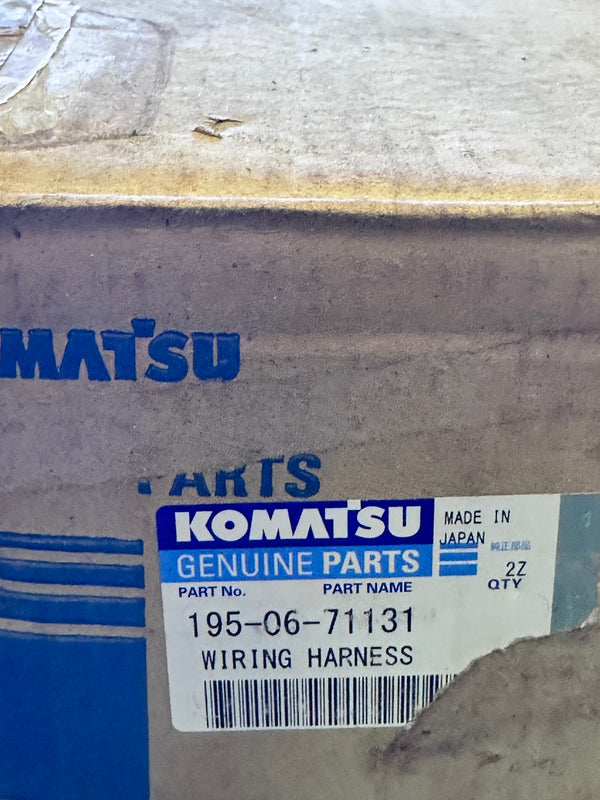 OMATSU
PARTS
KOMATSU
MADE IN
JAPAN
純正部品
GENUINE PARTS
2Z
QTY
PART No.
PART NAME
195-06-71131
WIRING HARNESS